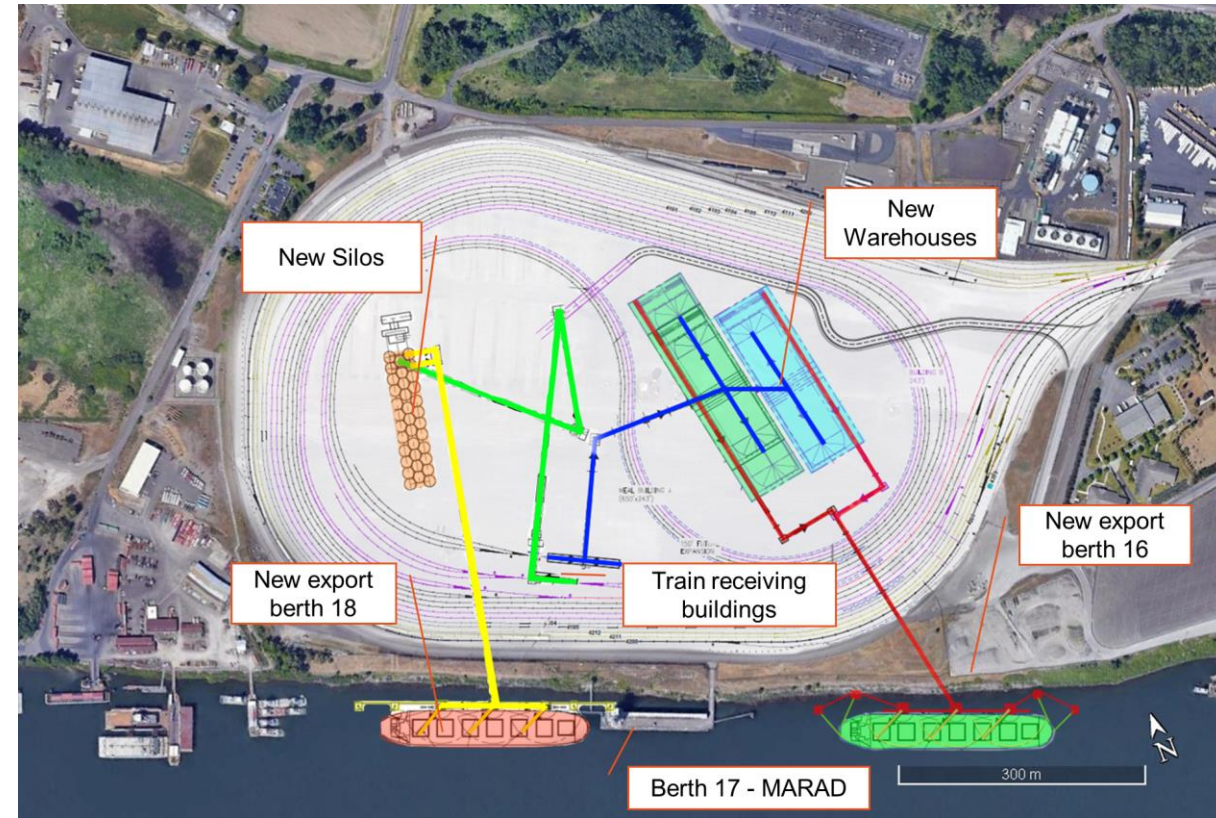 New
Warehouses
New Silos
New export
berth 16
New export
berth 18
Train receiving
buildings
Berth 17 - MARAD
300 m
N
EXPANSION